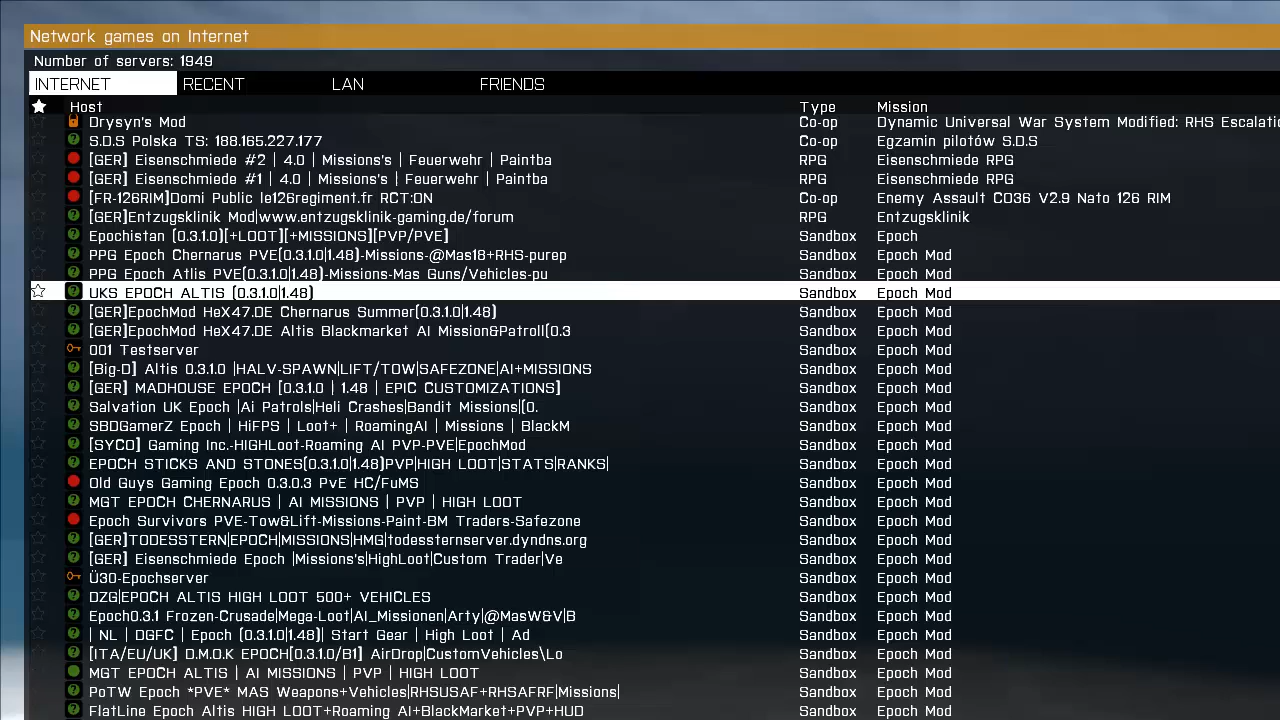 Network games on Internet
Number of servers: 1949
INTERNET RECENT LAN FRIENDS
Host Type Mission
Drysyn's Mod Co-op Dynamic Universal War System Modified: RHS Escalatio
S.D.S Polska TS: 188.165.227.177 Co-op Egzamin pilotów S.D.S
[GER] Eisenschmiede #2 | 4.0 | Missions's | Feuerwehr | Paintba RPG Eisenschmiede RPG
[GER] Eisenschmiede #1 | 4.0 | Missions's | Feuerwehr | Paintba RPG Eisenschmiede RPG
[FR-126RIM]Domi Public le126regiment.fr RCT:ON Co-op Enemy Assault CO36 V2.9 Nato 126 RIM
[GER]Entzugsklinik Mod|www.entzugsklinik-gaming.de/forum RPG Entzugsklinik
Epochistan (0.3.1.0)[+LOOT][+MISSIONS][PVP/PVE] Sandbox Epoch
PPG Epoch Chernarus PVE(0.3.1.0|1.48)-Missions-@Mas18+RHS-purep Sandbox Epoch Mod
PPG Epoch Atlis PVE(0.3.1.0|1.48)-Missions-Mas Guns/Vehicles-pu Sandbox Epoch Mod
UKS EPOCH ALTIS (0.3.1.0|1.48) Sandbox Epoch Mod
[GER]EpochMod HeX47.DE Chernarus Summer(0.3.1.0|1.48) Sandbox Epoch Mod
[GER]EpochMod HeX47.DE Altis Blackmarket AI Mission&Patroll(0.3 Sandbox Epoch Mod
001 Testserver Sandbox Epoch Mod
[Big-D] Altis 0.3.1.0 |HALV-SPAWN|LIFT/TOW|SAFEZONE|AI+MISSIONS Sandbox Epoch Mod
[GER] MADHOUSE EPOCH [0.3.1.0 | 1.48 | EPIC CUSTOMIZATIONS] Sandbox Epoch Mod
Salvation UK Epoch |Ai Patrols|Heli Crashes|Bandit Missions|(0. Sandbox Epoch Mod
SBDGamerZ Epoch | HiFPS | Loot+ | RoamingAI | Missions | BlackM Sandbox Epoch Mod
[SYCO] Gaming Inc.-HIGHLoot-Roaming AI PVP-PVE|EpochMod Sandbox Epoch Mod
EPOCH STICKS AND STONES(0.3.1.0|1.48)PVP|HIGH LOOT|STATS|RANKS| Sandbox Epoch Mod
Old Guys Gaming Epoch 0.3.0.3 PvE HC/FuMS Sandbox Epoch Mod
MGT EPOCH CHERNARUS | AI MISSIONS | PVP | HIGH LOOT Sandbox Epoch Mod
Epoch Survivors PVE-Tow&Lift-Missions-Paint-BM Traders-Safezone Sandbox Epoch Mod
[GER]TODESSTERN|EPOCH|MISSIONS|HMG|todessternserver.dyndns.org Sandbox Epoch Mod
[GER] Eisenschmiede Epoch |Missions's|HighLoot|Custom Trader|Ve Sandbox Epoch Mod
Ü30-Epochserver Sandbox Epoch Mod
DZG|EPOCH ALTIS HIGH LOOT 500+ VEHICLES Sandbox Epoch Mod
Epoch0.3.1 Frozen-Crusade|Mega-Loot|AI_Missionen|Arty|@MasW&V|B Sandbox Epoch Mod
| NL | DGFC | Epoch (0.3.1.0|1.48)| Start Gear | High Loot | Ad Sandbox Epoch Mod
[ITA/EU/UK] D.M.O.K EPOCH(0.3.1.0/B1] AirDrop|CustomVehicles\Lo Sandbox Epoch Mod
MGT EPOCH ALTIS | AI MISSIONS | PVP | HIGH LOOT Sandbox Epoch Mod
PoTW Epoch *PVE* MAS Weapons+Vehicles|RHSUSAF+RHSAFRF|Missions| Sandbox Epoch Mod
FlatLine Epoch Altis HIGH LOOT+Roaming AI+BlackMarket+PVP+HUD Sandbox Epoch Mod